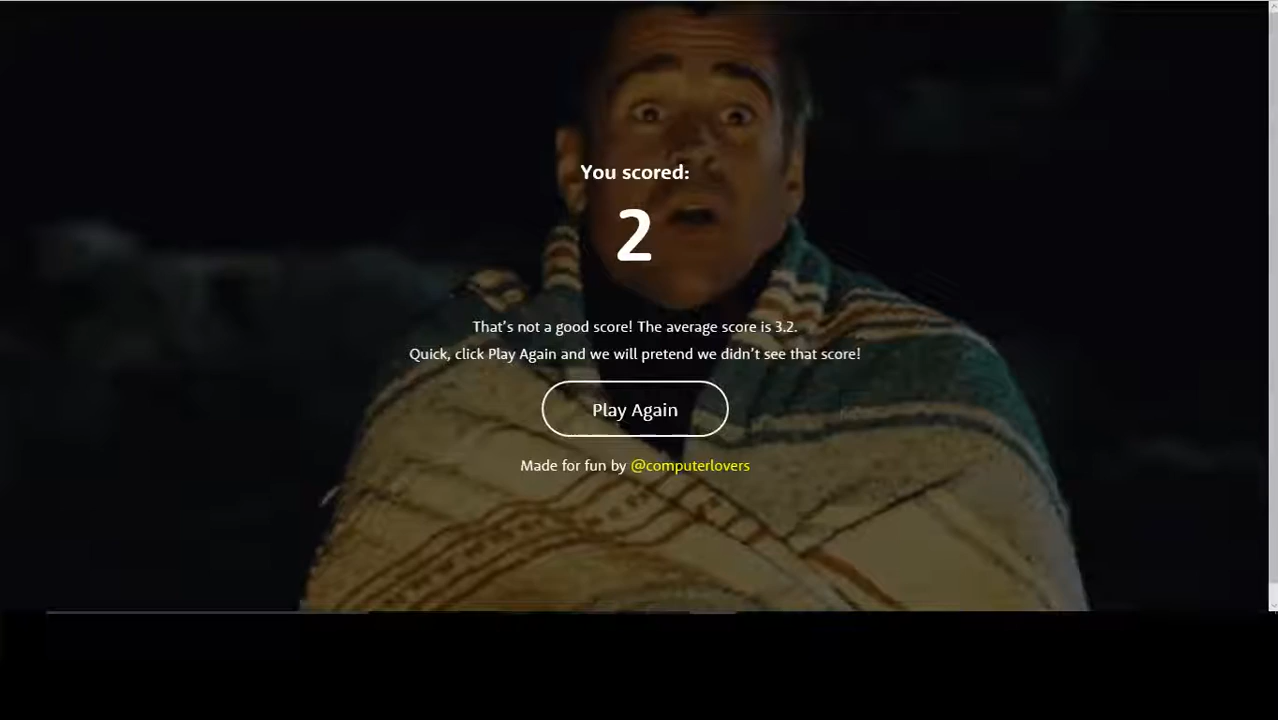 You scored:
2
That's not a good score! The average score is 3.2.
Quick, click Play Again and we will pretend we didn't see that score!
Play Again
Made for fun by @computerlovers